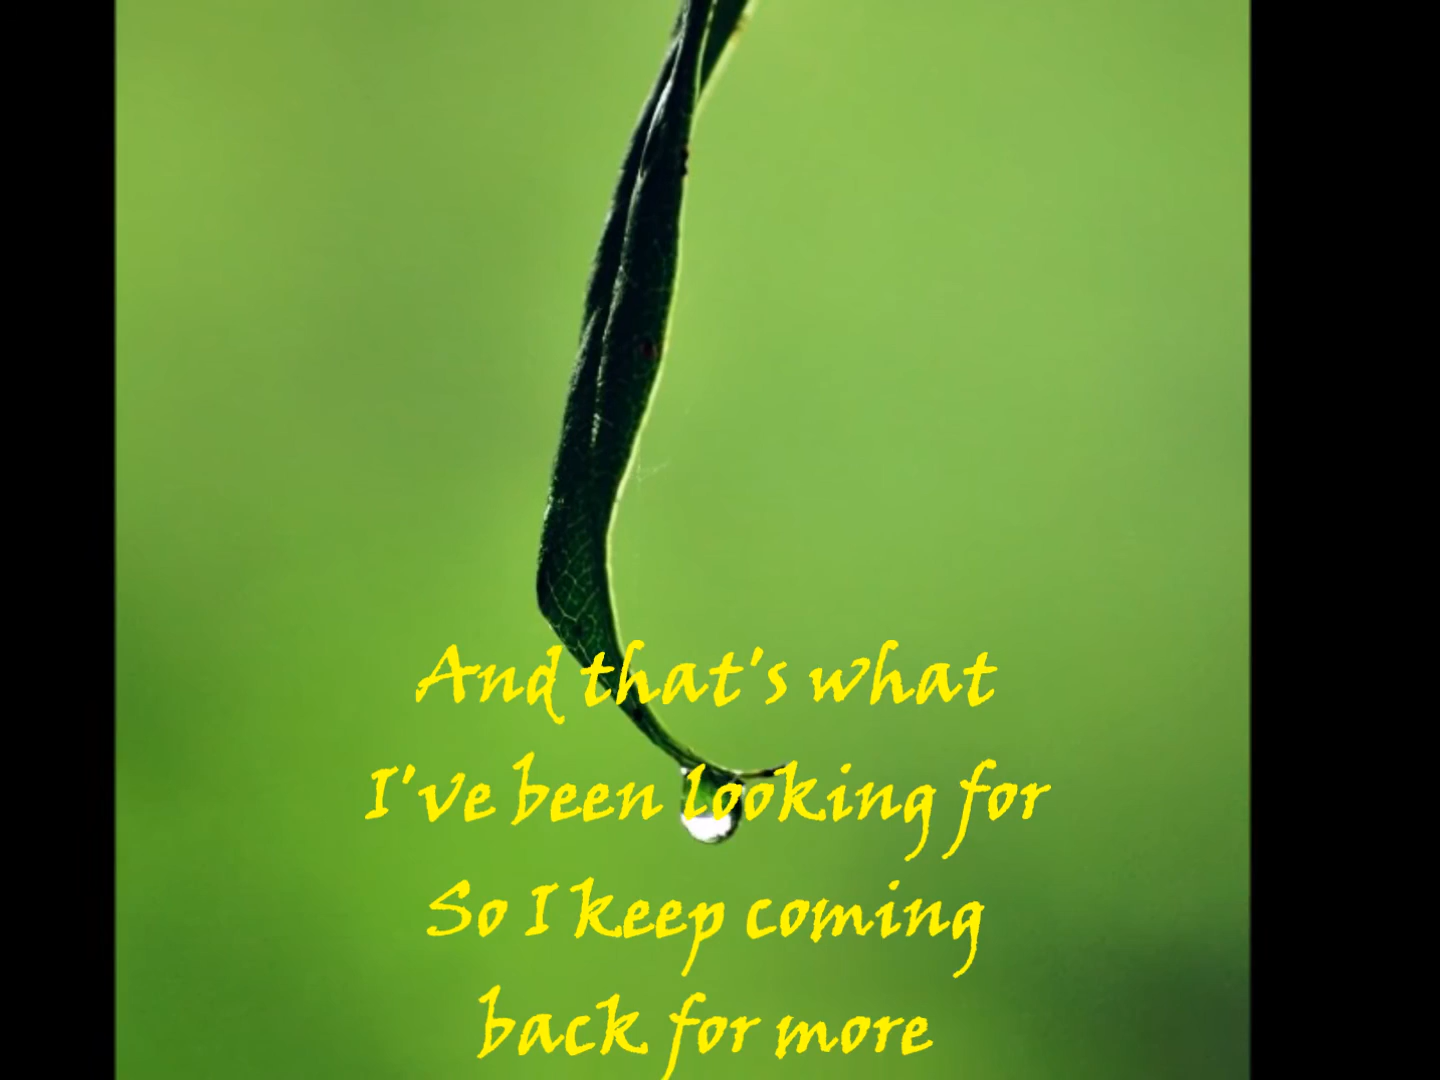 And that's what
I've been looking for
So I keep coming
back for more